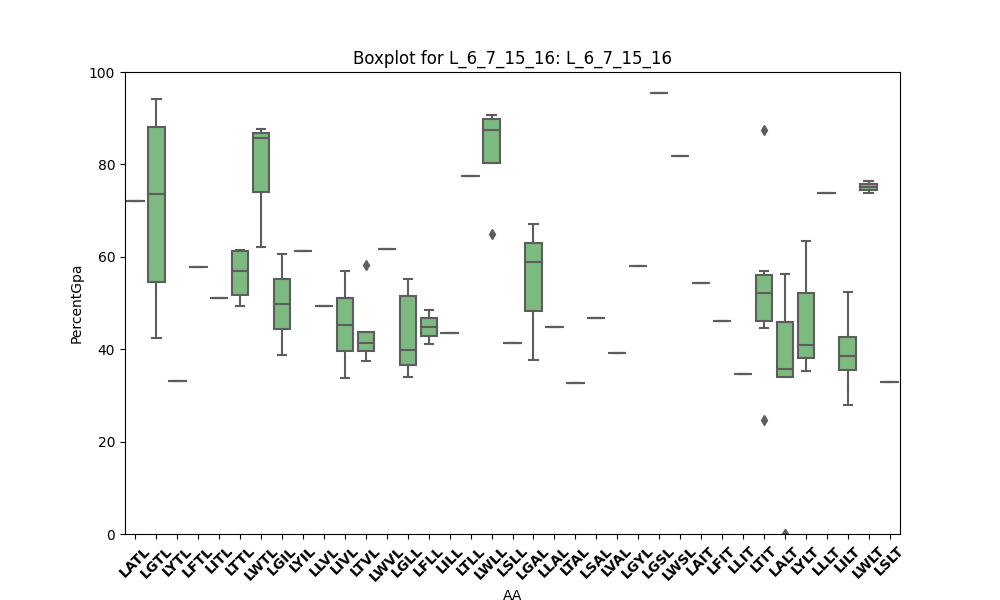 Boxplot for L_6_7_15_16: L_6_7_15_16
100
80
60
40
20
0
PercentGpa
LATL LGTL LYTL LFTL LITL LTTL LWTL LGIL LYIL LLVL LIVL LTVL LWVL LGLL LFLL LILL LTLL LWLL LSLL LGAL LLAL LTAL LSAL LVAL LGYL LGSL LWSL LAIT LFIT LLIT LTIT LALT LYLT LLLT LILT LWLT LSLT
AA